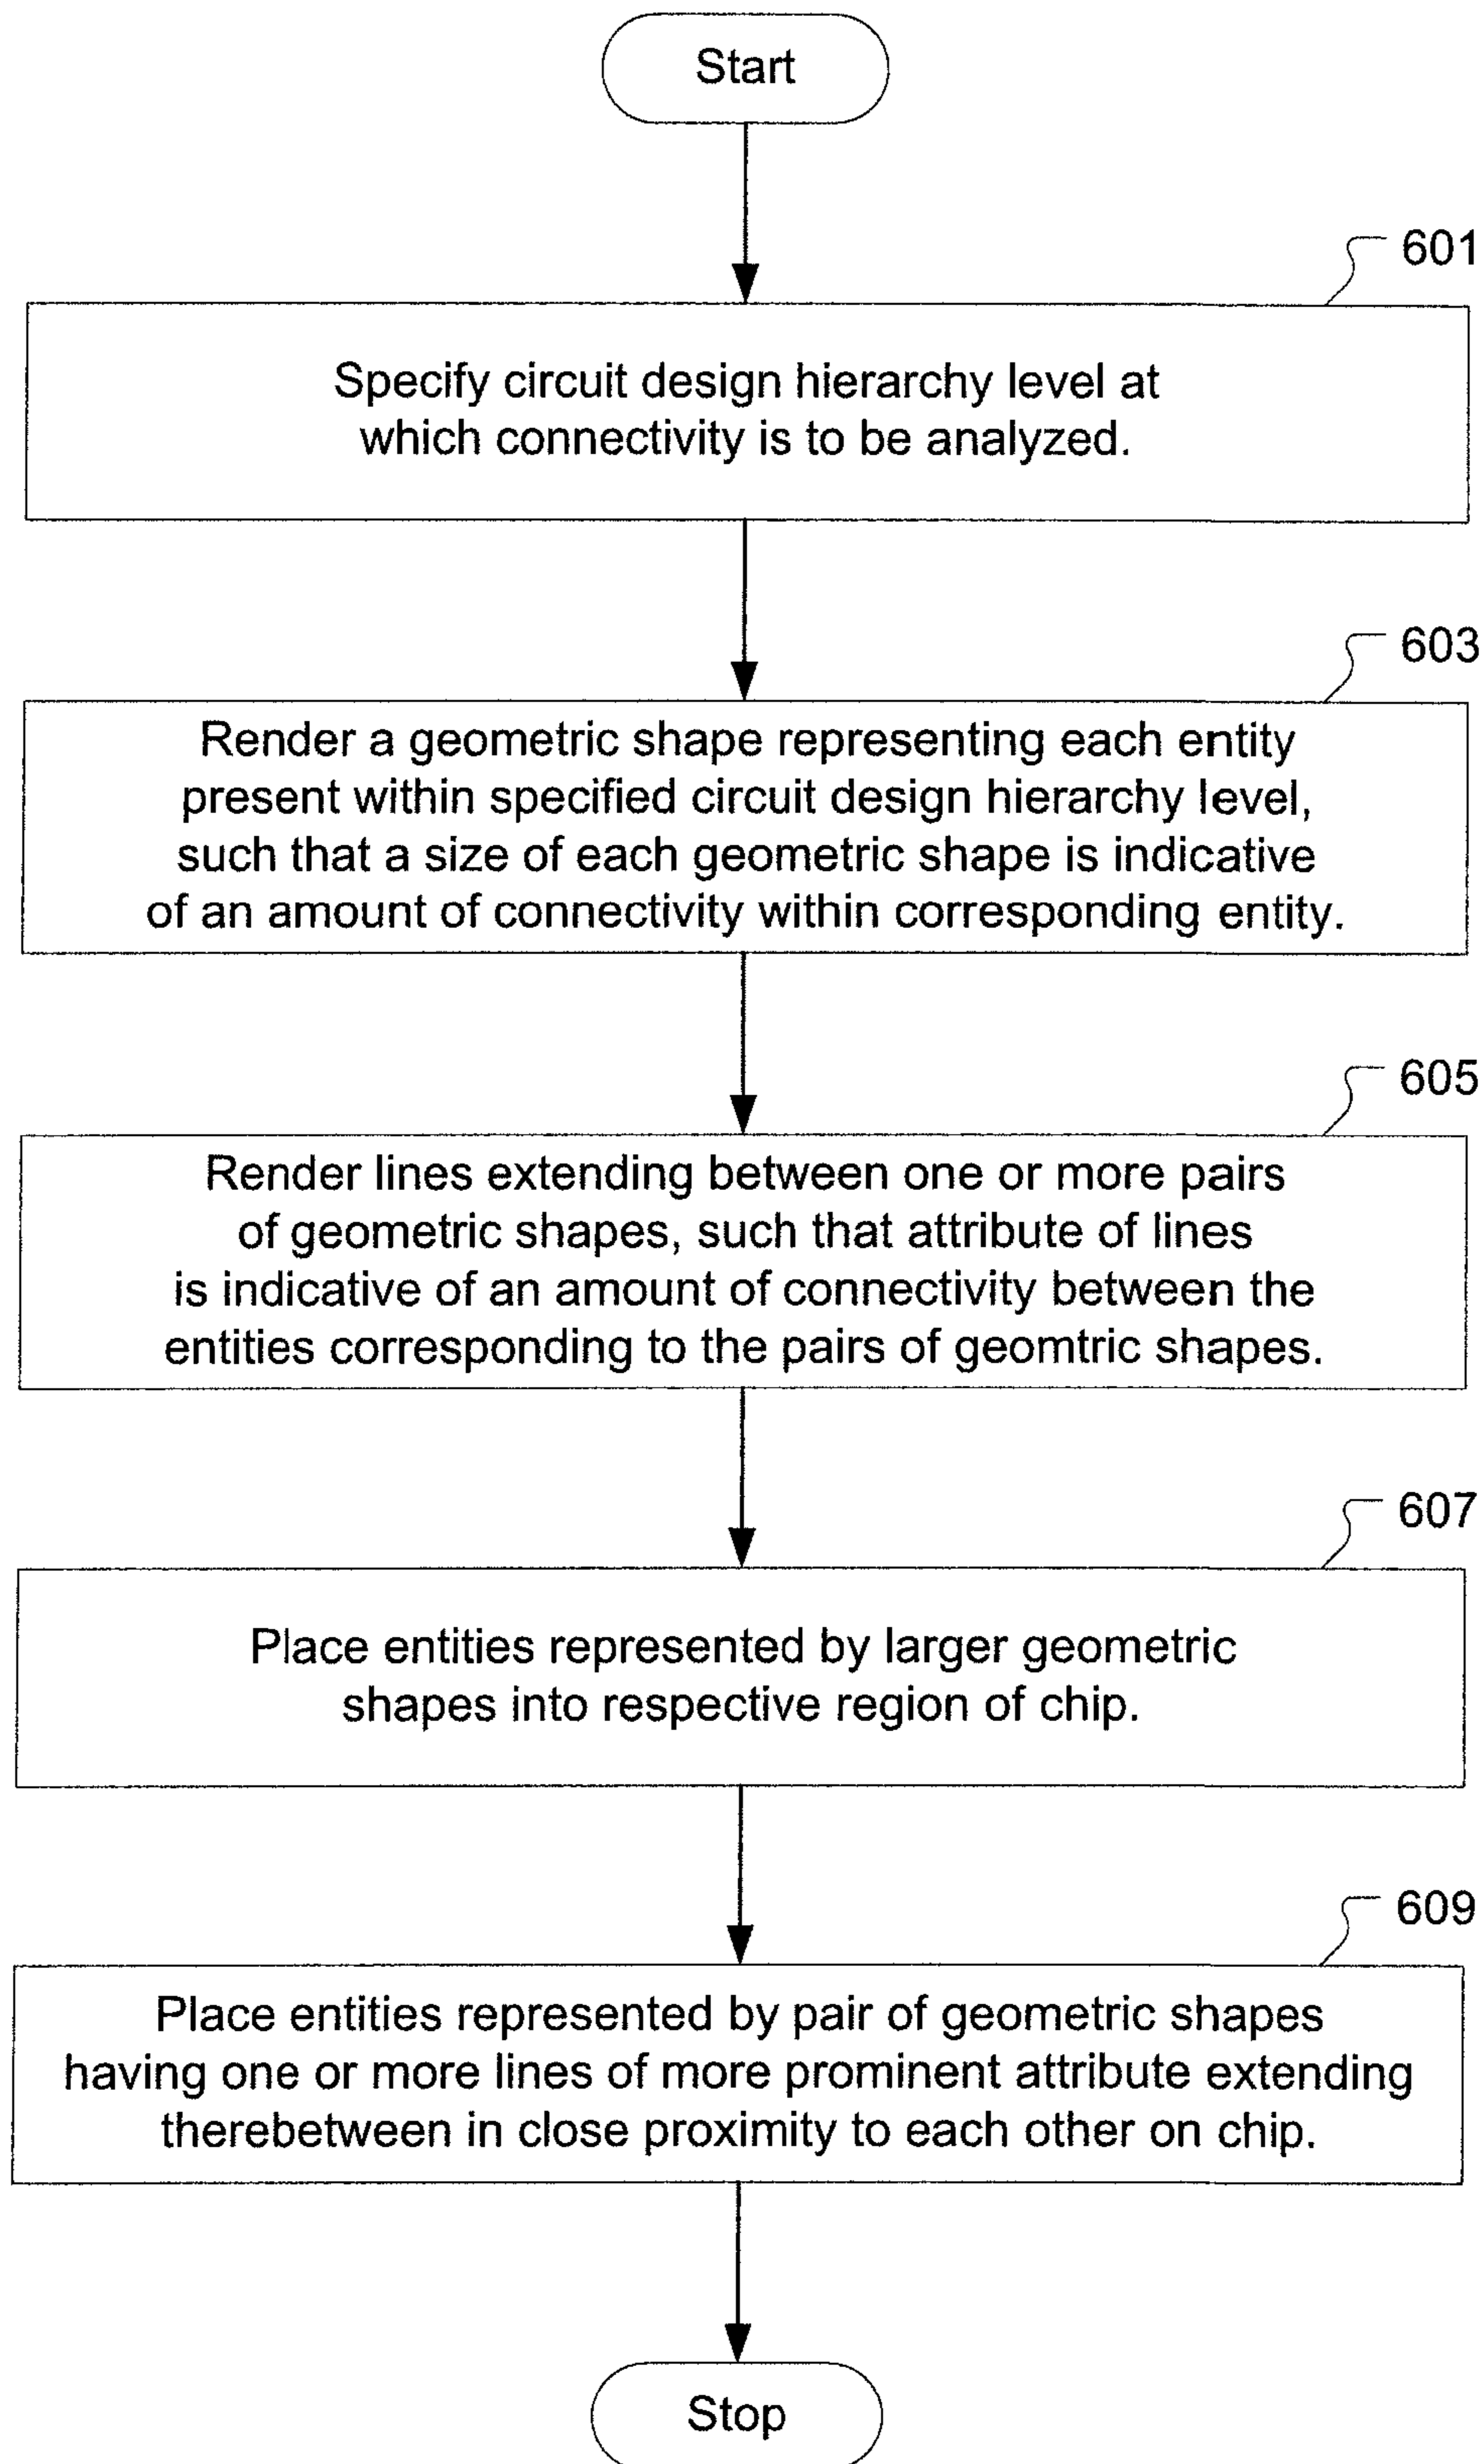 Start
601
Specify circuit design hierarchy level at
which connectivity is to be analyzed.
603
Render a geometric shape representing each entity
present within specified circuit design hierarchy level,
such that a size of each geometric shape is indicative
of an amount of connectivity within corresponding entity.
605
Render lines extending between one or more pairs
of geometric shapes, such that attribute of lines
is indicative of an amount of connectivity between the
entities corresponding to the pairs of geomtric shapes.
607
Place entities represented by larger geometric
shapes into respective region of chip.
609
Place entities represented by pair of geometric shapes
having one or more lines of more prominent attribute extending
therebetween in close proximity to each other on chip.
Stop